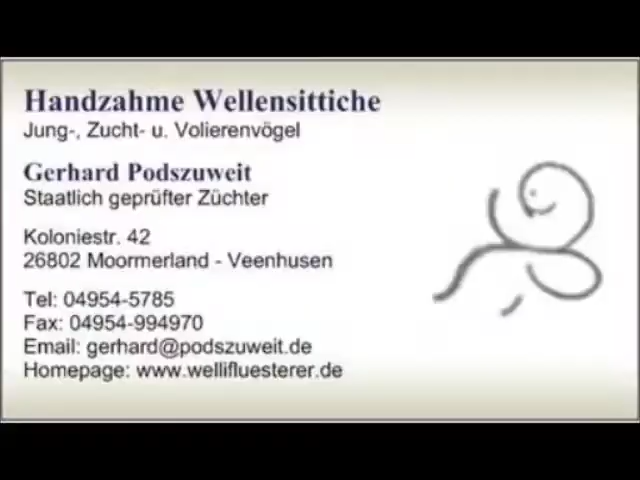 Handzahme Wellensittiche
Jung-, Zucht- u. Volierenvögel
Gerhard Podszuweit
Staatlich geprüfter Züchter
Koloniestr. 42
26802 Moormerland - Veenhusen
Tel: 04954-5785
Fax: 04954-994970
Email: gerhard@podszuweit.de
Homepage: www.wellifluesterer.de